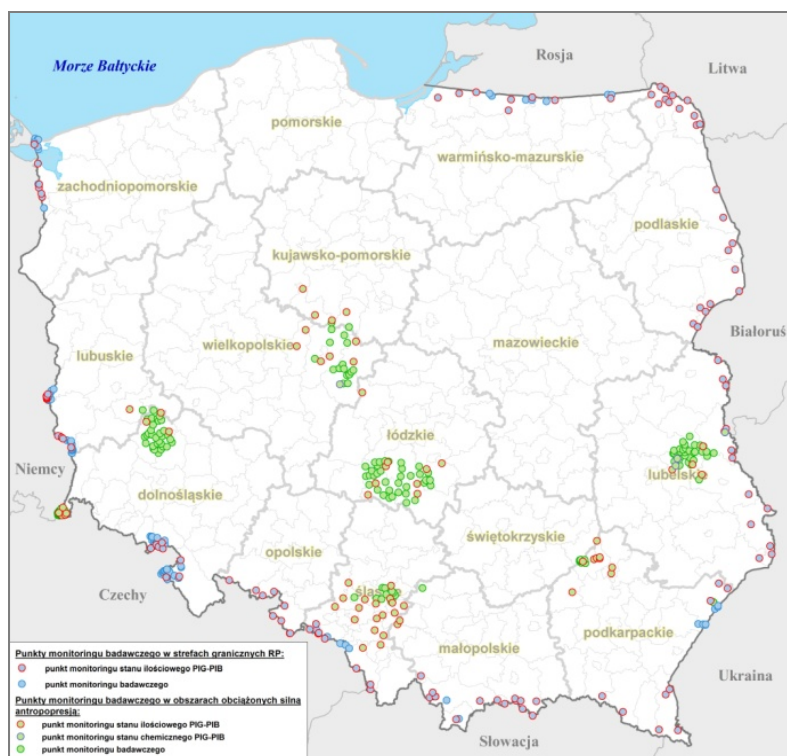 Morze Bałtyckie
Rosja
Litwa
pomorskie
warmińsko-mazurskie
zachodniopomorskie
podlaskie
kujawsko-pomorskie
Białoruś
wielkopolskie
mazowieckie
lubuskie
łódzkie
Niemcy
lubelskie
dolnośląskie
świętokrzyskie
opolskie
śląskie
Czechy
małopolskie
podkarpackie
Ukraina
Słowacja
Punkty monitoringu badawczego w strefach granicznych RP:
punkt monitoringu stanu ilościowego PIG-PIB
punkt monitoringu badawczego
Punkty monitoringu badawczego w obszarach obciążonych silną
antropopresją:
punkt monitoringu stanu ilościowego PIG-PIB
punkt monitoringu stanu chemicznego PIG-PIB
punkt monitoringu badawczego